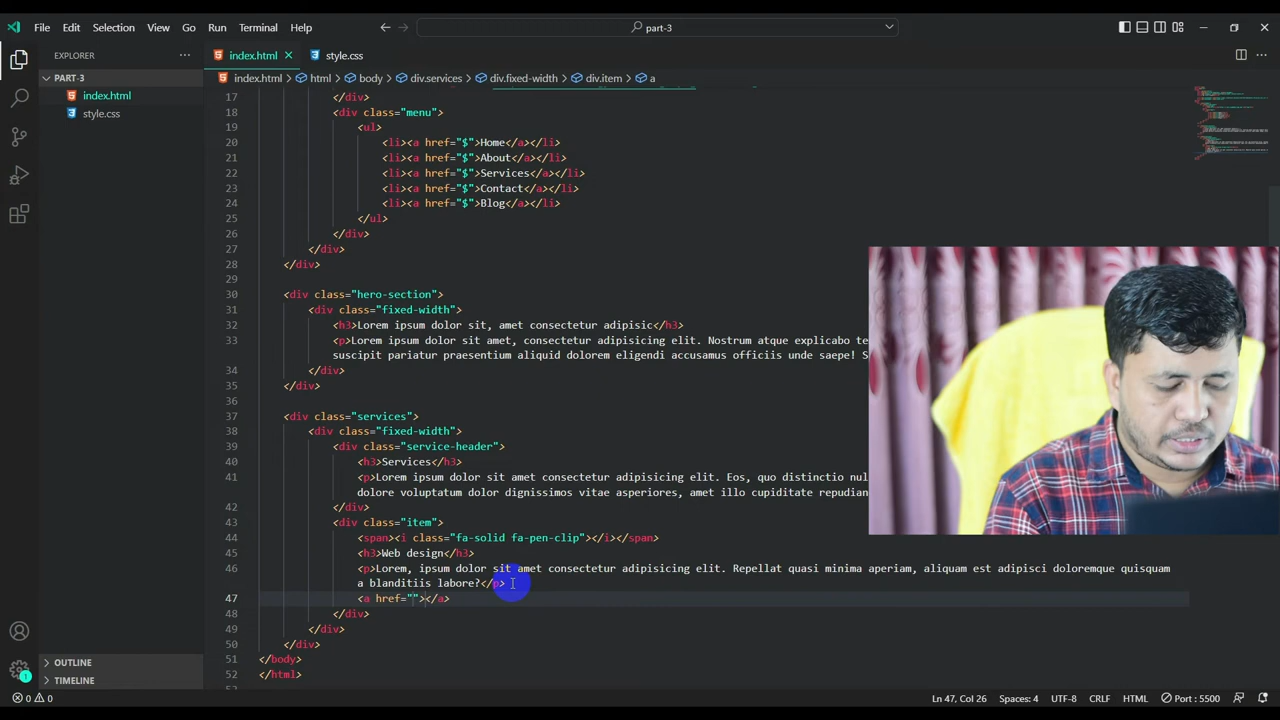 File Edit Selection View Go Run Terminal Help
part-3
EXPLORER
index.html
style.css
PART-3
index.html
style.css
index.html > html > body > div.services > div.fixed-width > div.item > a
17 </div>
18 <div class="menu">
19 <ul>
20 <li><a href="$">Home</a></li>
21 <li><a href="$">About</a></li>
22 <li><a href="$">Services</a></li>
23 <li><a href="$">Contact</a></li>
24 <li><a href="$">Blog</a></li>
25 </ul>
26 </div>
27 </div>
28 </div>
29
30 <div class="hero-section">
31 <div class="fixed-width">
32 <h3>Lorem ipsum dolor sit, amet consectetur adipisic</h3>
33 <p>Lorem ipsum dolor sit amet, consectetur adipisicing elit. Nostrum atque explicabo te
suscipit pariatur praesentium aliquid dolorem eligendi accusamus officiis unde saepe! S
34 </div>
35 </div>
36
37 <div class="services">
38 <div class="fixed-width">
39 <div class="service-header">
40 <h3>Services</h3>
41 <p>Lorem ipsum dolor sit amet consectetur adipisicing elit. Eos, quo distinctio nul
dolore voluptatum dolor dignissimos vitae asperiores, amet illo cupiditate repudian
42 </div>
43 <div class="item">
44 <span><i class="fa-solid fa-pen-clip"></i></span>
45 <h3>Web design</h3>
46 <p>Lorem, ipsum dolor sit amet consectetur adipisicing elit. Repellat quasi minima aperiam, aliquam est adipisci doloremque quisquam
a blanditiis labore?</p>
47 <a href=""></a>
48 </div>
49 </div>
50 </div>
51 </body>
52 </html>
OUTLINE
TIMELINE
0 0
Ln 47, Col 26 Spaces: 4 UTF-8 CRLF HTML Port : 5500